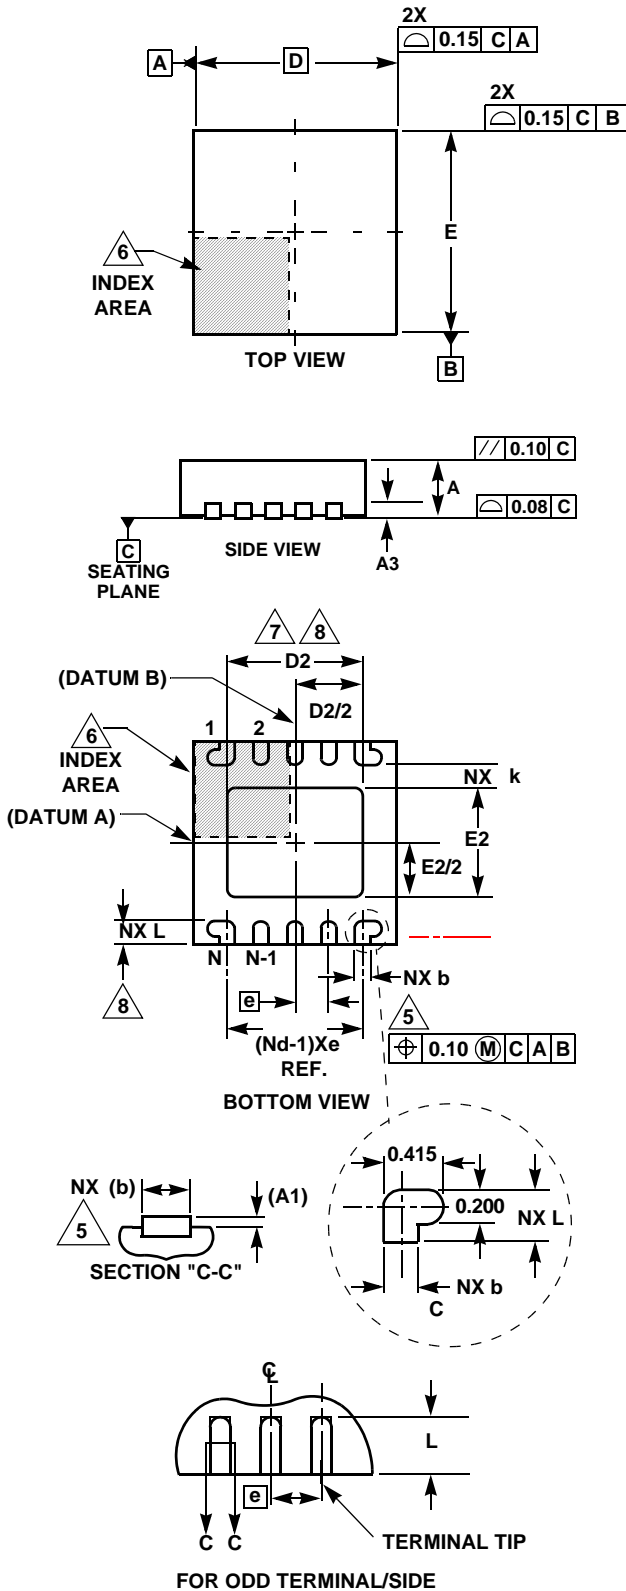 2X
0.15 C A
A
D
2X
0.15 C B
E
6
INDEX
AREA
TOP VIEW
B
// 0.10 C
A
0.08 C
C
SEATING
PLANE
SIDE VIEW
A3
7 8
D2
(DATUM B)
D2/2
6
INDEX
AREA
1 2
(DATUM A)
NX k
E2
E2/2
NX L
N N-1
NX b
8
e
5
(Nd-1)Xe
REF.
⌖ 0.10 Ⓜ C A B
BOTTOM VIEW
0.415
NX (b)
(A1)
0.200
NX L
5
SECTION "C-C"
NX b
C
℄
L
e
C C
TERMINAL TIP
FOR ODD TERMINAL/SIDE